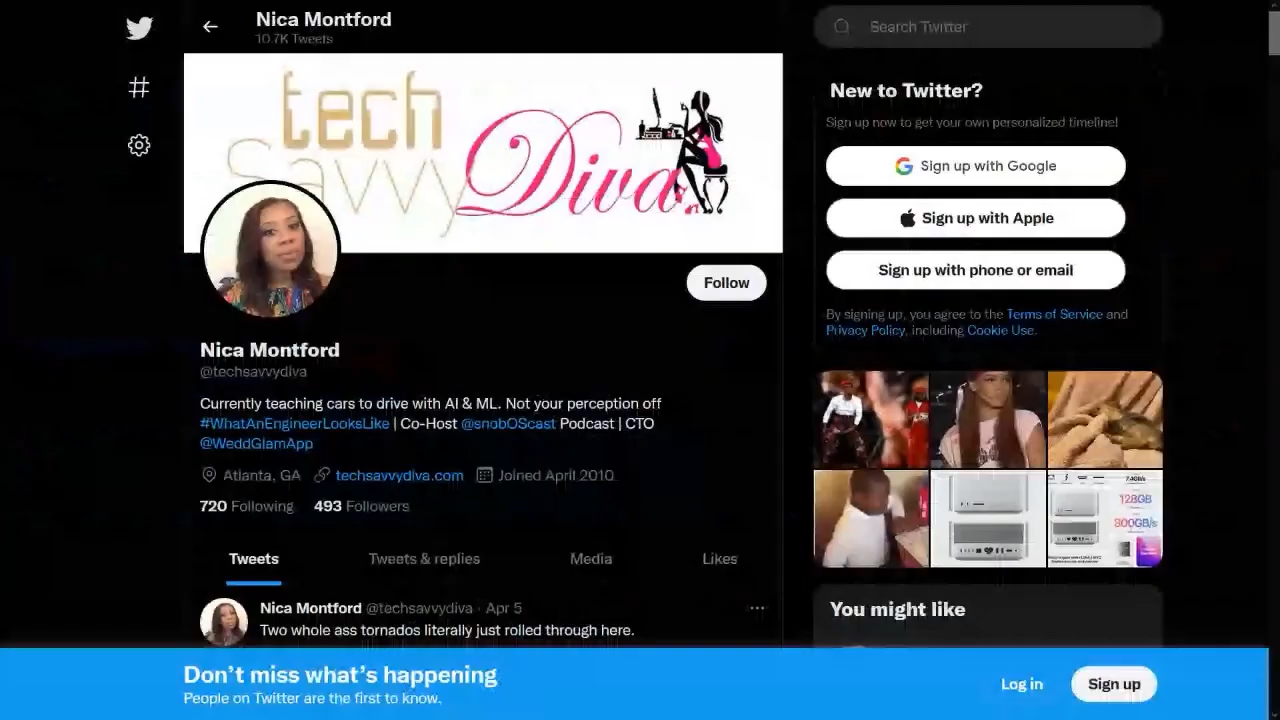 Nica Montford
10.7K Tweets
Search Twitter
tech
Savvy
Diva
Follow
Nica Montford
@techsavvydiva
Currently teaching cars to drive with AI & ML. Not your perception off
#WhatAnEngineerLooksLike | Co-Host @snobOScast Podcast | CTO
@WeddGlamApp
Atlanta, GA techsavvydiva.com Joined April 2010
720 Following 493 Followers
Tweets Tweets & replies Media Likes
Nica Montford @techsavvydiva · Apr 5
Two whole ass tornados literally just rolled through here.
New to Twitter?
Sign up now to get your own personalized timeline!
Sign up with Google
Sign up with Apple
Sign up with phone or email
By signing up, you agree to the Terms of Service and
Privacy Policy, including Cookie Use.
128GB
800GB/s
You might like
Don't miss what's happening
People on Twitter are the first to know.
Log in
Sign up